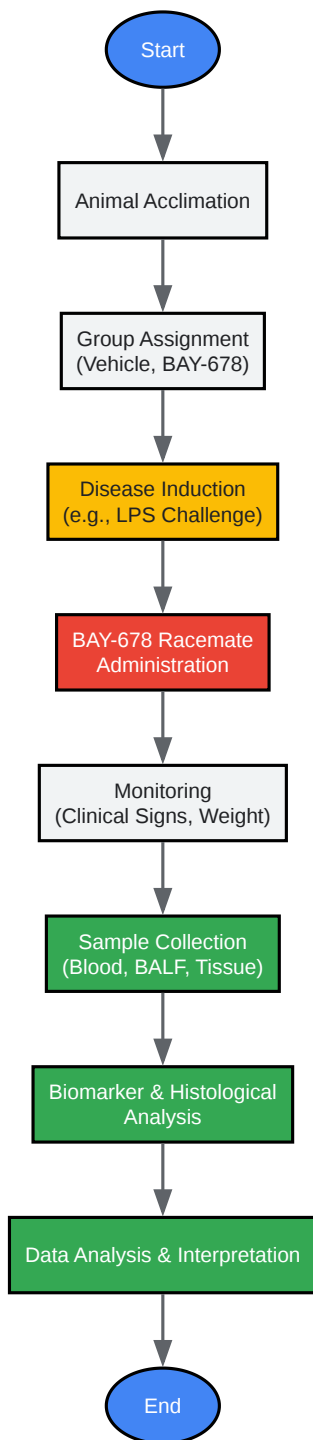 Start
Animal Acclimation
Group Assignment
(Vehicle, BAY-678)
Disease Induction
(e.g., LPS Challenge)
BAY-678 Racemate
Administration
Monitoring
(Clinical Signs, Weight)
Sample Collection
(Blood, BALF, Tissue)
Biomarker & Histological
Analysis
Data Analysis & Interpretation
End